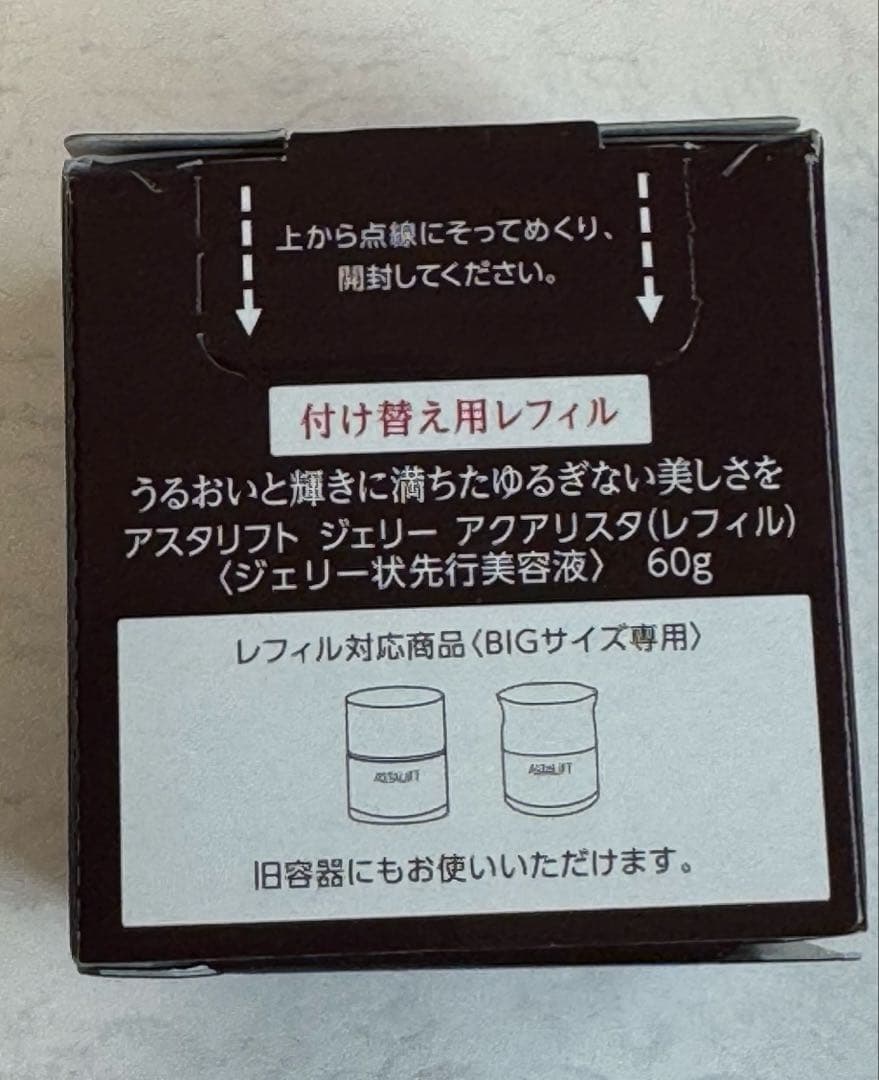 上から点線にそってめくり、
開封してください。
付け替え用レフィル
うるおいと輝きに満ちたゆるぎない美しさを
アスタリフト ジェリー アクアリスタ(レフィル)
〈ジェリー状先行美容液〉 60g
レフィル対応商品〈BIGサイズ専用〉
ASTALIFT ASTALIFT
旧容器にもお使いいただけます。